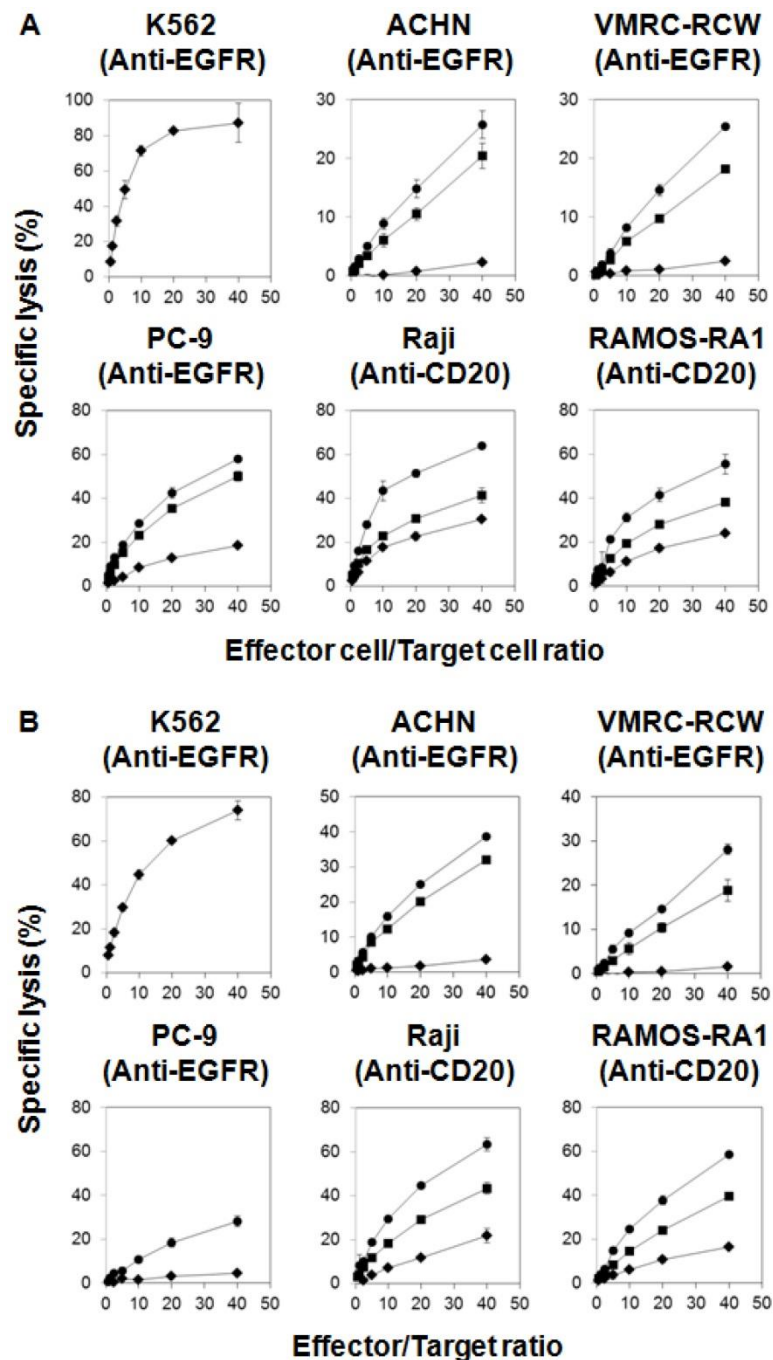 A
K562
(Anti-EGFR)
ACHN
(Anti-EGFR)
VMRC-RCW
(Anti-EGFR)
100
80
60
40
20
0
0 10 20 30 40 50
30
20
10
0
0 10 20 30 40 50
30
20
10
0
0 10 20 30 40 50
PC-9
(Anti-EGFR)
Raji
(Anti-CD20)
RAMOS-RA1
(Anti-CD20)
80
60
40
20
0
0 10 20 30 40 50
80
60
40
20
0
0 10 20 30 40 50
80
60
40
20
0
0 10 20 30 40 50
Specific lysis (%)
Effector cell/Target cell ratio
B
K562
(Anti-EGFR)
ACHN
(Anti-EGFR)
VMRC-RCW
(Anti-EGFR)
80
60
40
20
0
0 10 20 30 40 50
50
40
30
20
10
0
0 10 20 30 40 50
40
30
20
10
0
0 10 20 30 40 50
PC-9
(Anti-EGFR)
Raji
(Anti-CD20)
RAMOS-RA1
(Anti-CD20)
80
60
40
20
0
0 10 20 30 40 50
80
60
40
20
0
0 10 20 30 40 50
80
60
40
20
0
0 10 20 30 40 50
Specific lysis (%)
Effector/Target ratio